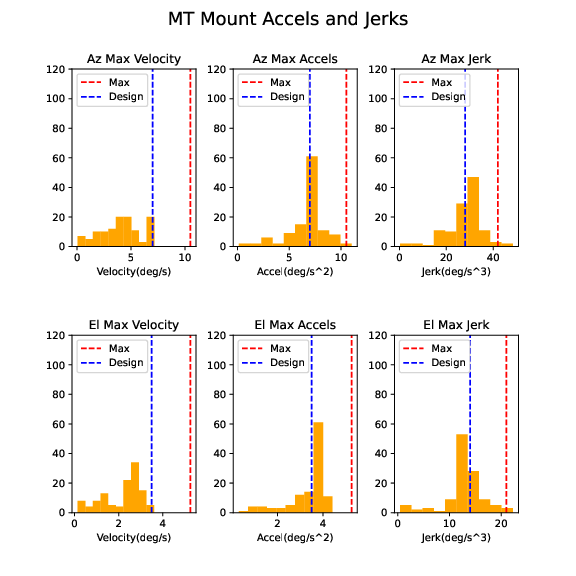 MT Mount Accels and Jerks
Az Max Velocity
Max
Design
120
100
80
60
40
20
0
0 5 10
Velocity(deg/s)
Az Max Accels
Max
Design
120
100
80
60
40
20
0
0 5 10
Accel(deg/s^2)
Az Max Jerk
Max
Design
120
100
80
60
40
20
0
0 20 40
Jerk(deg/s^3)
El Max Velocity
Max
Design
120
100
80
60
40
20
0
0 2 4
Velocity(deg/s)
El Max Accels
Max
Design
120
100
80
60
40
20
0
2 4
Accel(deg/s^2)
El Max Jerk
Max
Design
120
100
80
60
40
20
0
0 10 20
Jerk(deg/s^3)